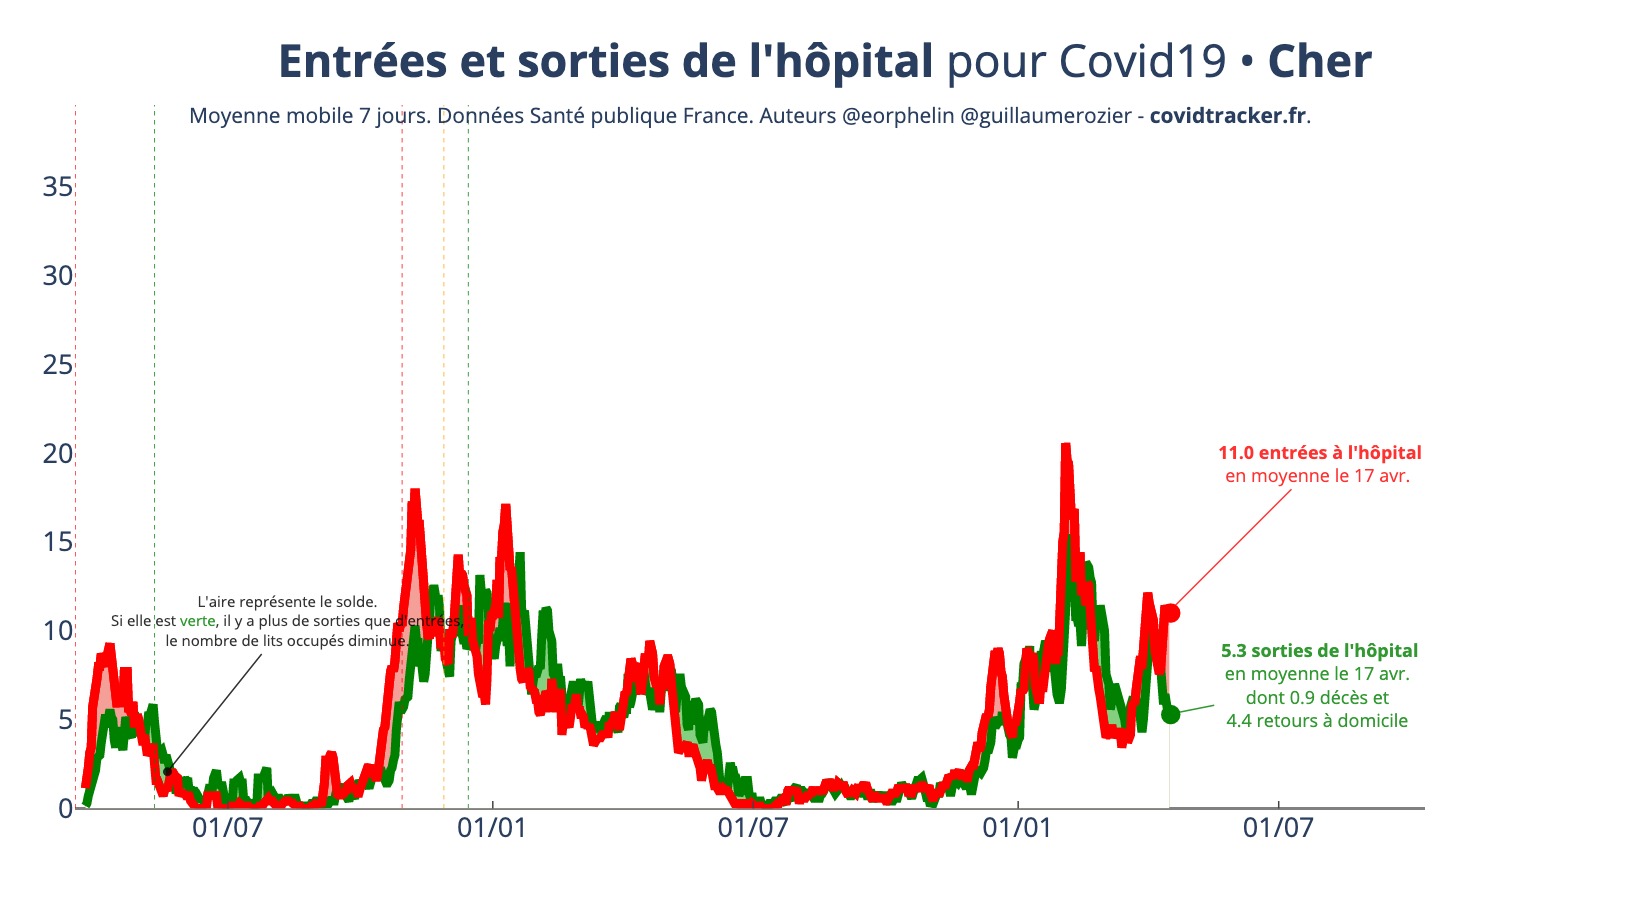 Entrées et sorties de l'hôpital pour Covid19 • Cher
Moyenne mobile 7 jours. Données Santé publique France. Auteurs @eorphelin @guillaumerozier - covidtracker.fr.
35
30
25
20
15
10
5
0
L'aire représente le solde.
Si elle est verte, il y a plus de sorties que d'entrées,
le nombre de lits occupés diminue.
11.0 entrées à l'hôpital
en moyenne le 17 avr.
5.3 sorties de l'hôpital
en moyenne le 17 avr.
dont 0.9 décès et
4.4 retours à domicile
01/07
01/01
01/07
01/01
01/07